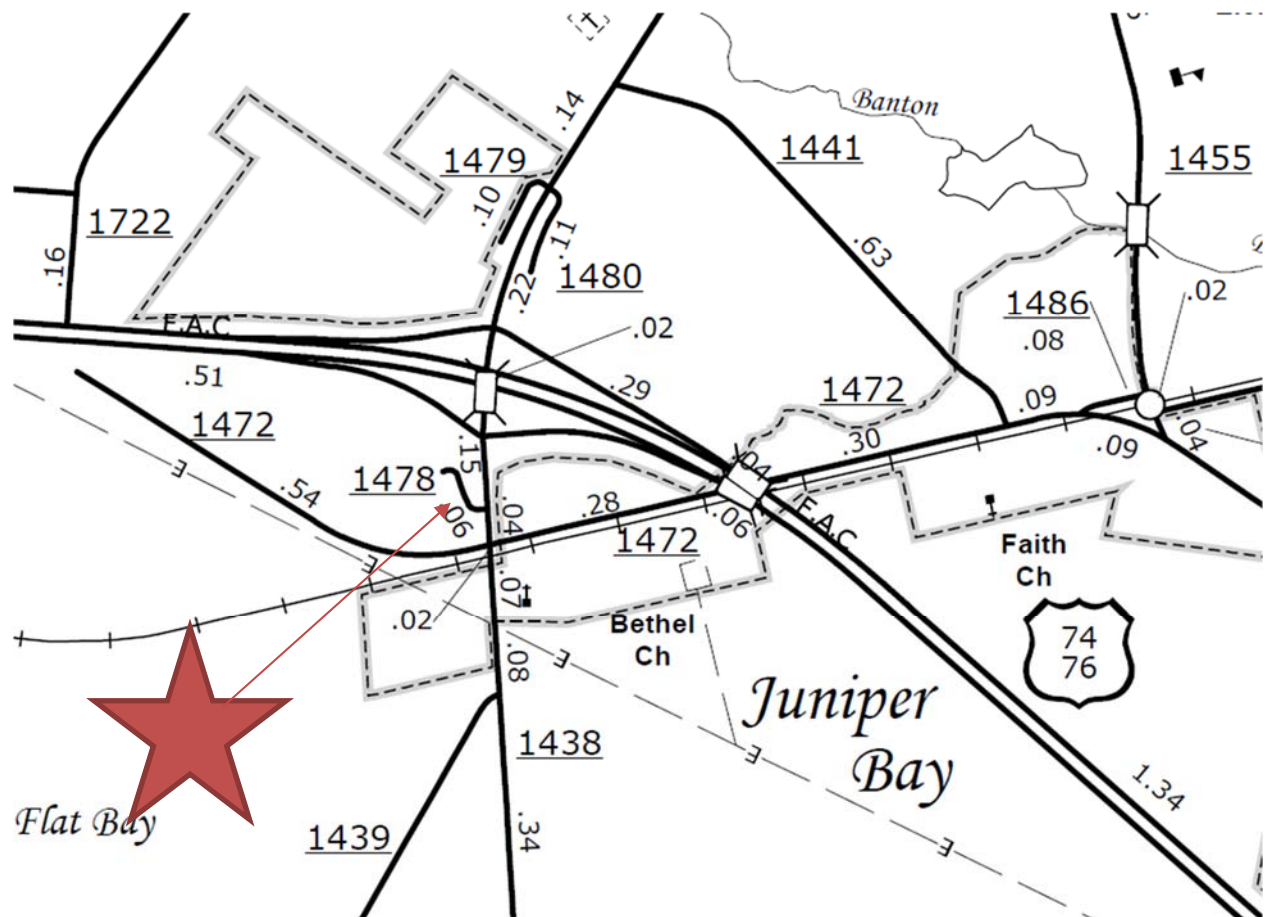 .14
Banton
1441
1479
1455
1722
.10
.11
.63
.16
.22
1480
1486
.02
.08
F.A.C
.02
.51
.29
1472
.09
1472
.30
.09
.04
.15
.04
1478
.54
.06
.04
.28
.06
F.A.C
1472
Faith
Ch
.07
.02
Bethel
Ch
.08
74
76
Juniper
Bay
1438
1.34
Flat Bay
1439
.34
E
E
E
E
E